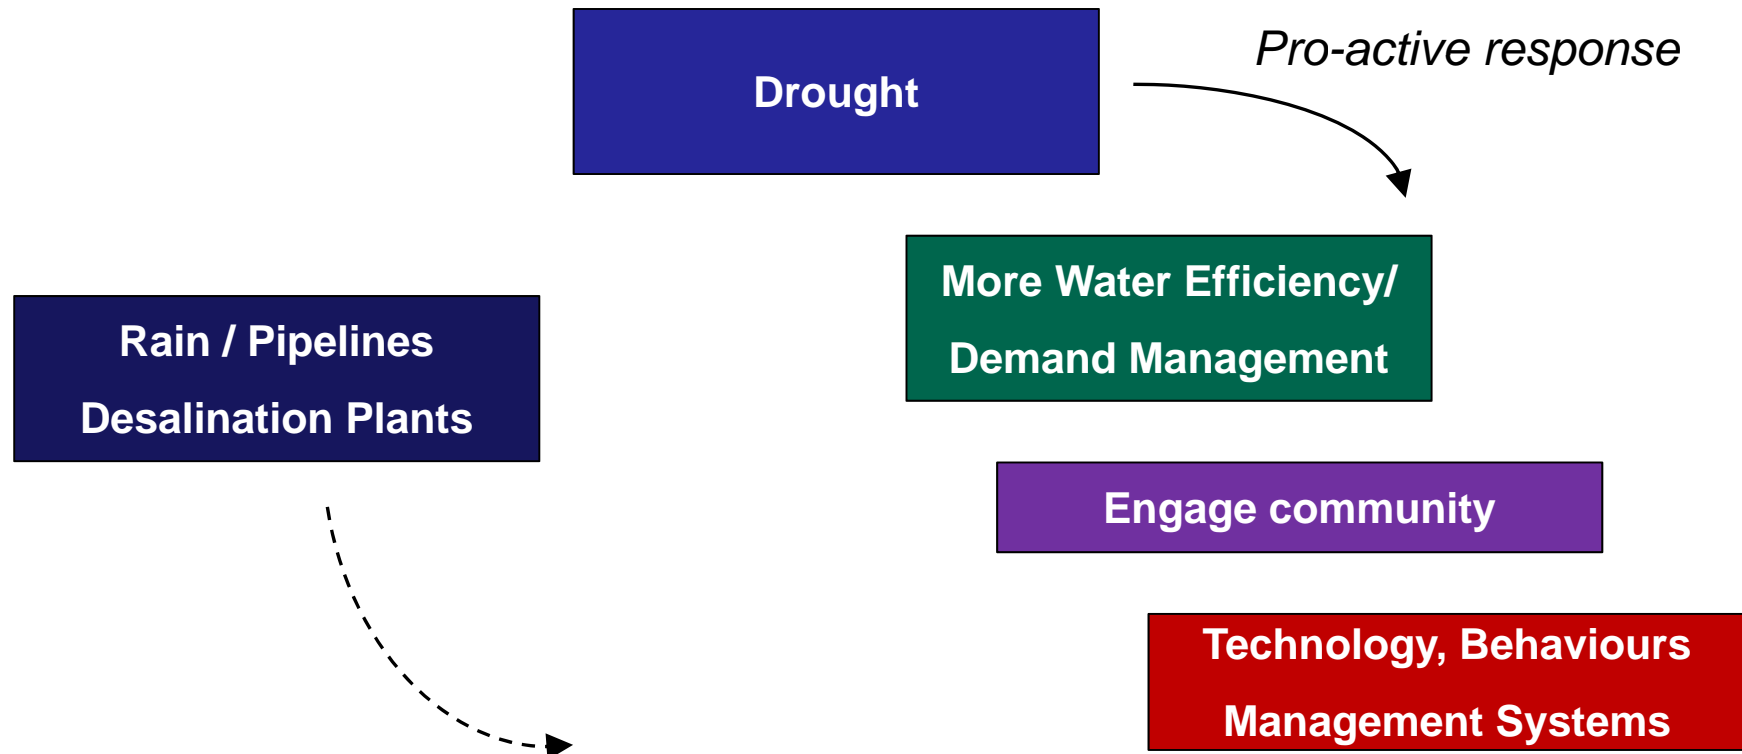 Drought
Pro-active response
More Water Efficiency/
Demand Management
Rain / Pipelines
Desalination Plants
Engage community
Technology, Behaviours
Management Systems